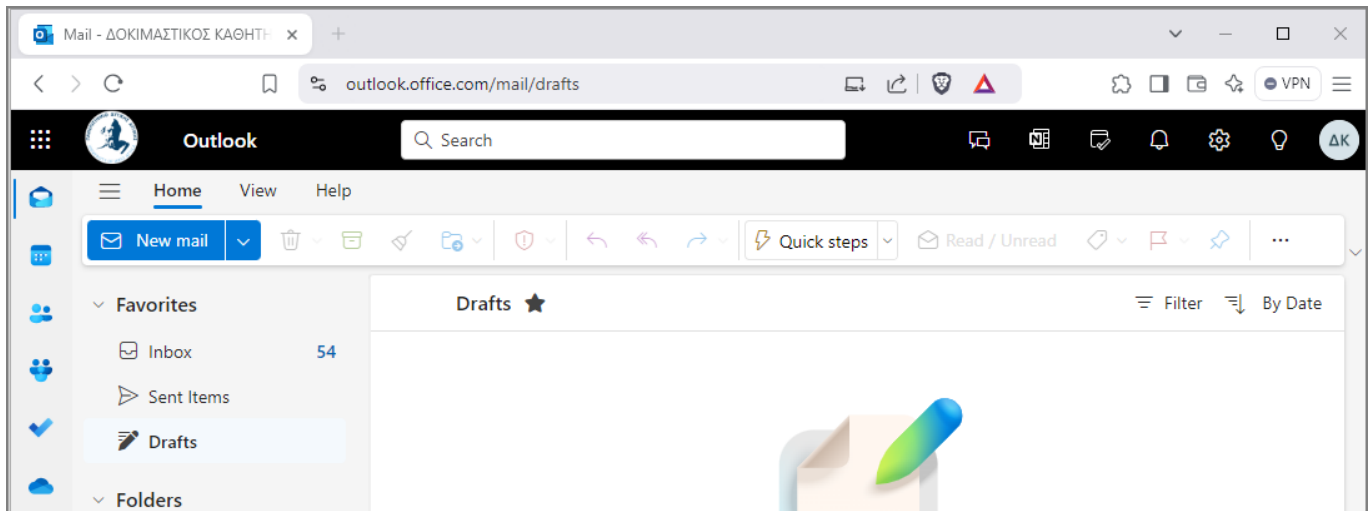 Mail - ΔΟΚΙΜΑΣΤΙΚΟΣ ΚΑΘΗΤΗ
outlook.office.com/mail/drafts
VPN
Outlook
Search
ΔΚ
Home View Help
New mail
Quick steps
Read / Unread
Favorites
Drafts
Filter
By Date
Inbox 54
Sent Items
Drafts
Folders